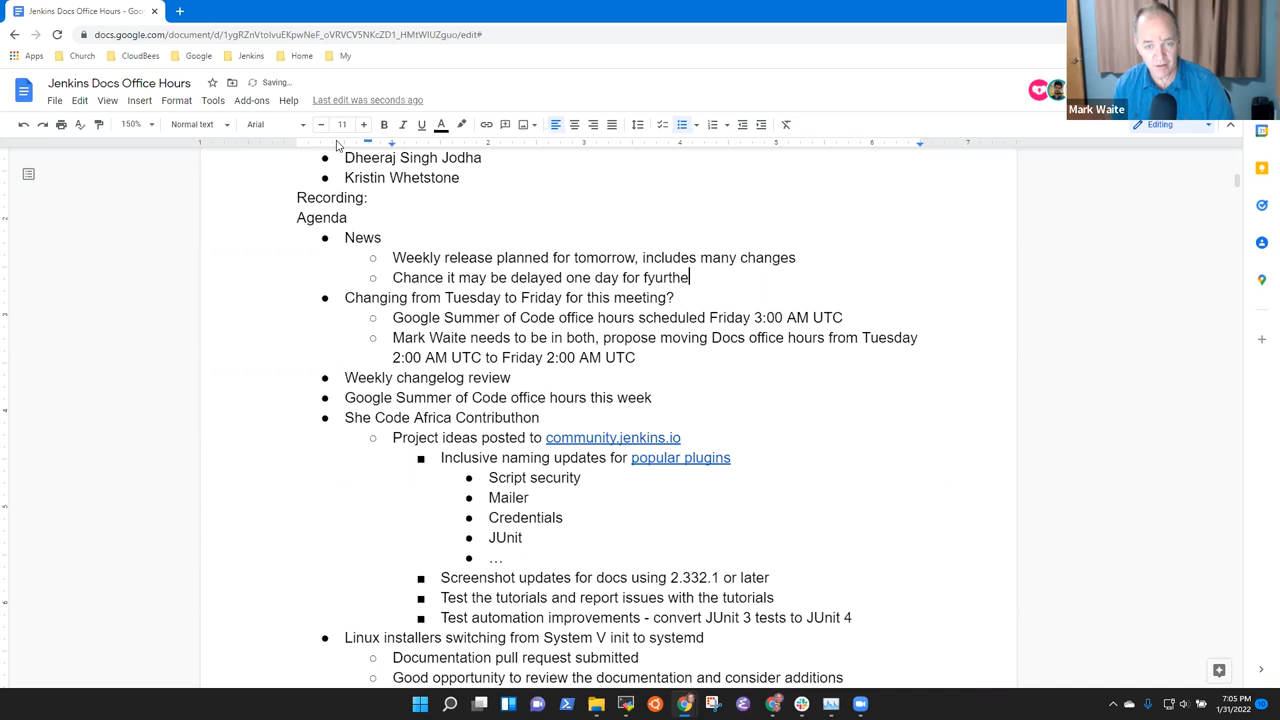 Jenkins Docs Office Hours - Goo
docs.google.com/document/d/1ygRZnVtoIvuEKpwNeF_oVRVCV5NKcZD1_HMtWIUZguo/edit#
Apps Church CloudBees Google Jenkins Home My
Jenkins Docs Office Hours Saving…
File Edit View Insert Format Tools Add-ons Help Last edit was seconds ago
Mark Waite
150% Normal text Arial 11 Editing
Dheeraj Singh Jodha
Kristin Whetstone
Recording:
Agenda
News
Weekly release planned for tomorrow, includes many changes
Chance it may be delayed one day for fyurthe
Changing from Tuesday to Friday for this meeting?
Google Summer of Code office hours scheduled Friday 3:00 AM UTC
Mark Waite needs to be in both, propose moving Docs office hours from Tuesday
2:00 AM UTC to Friday 2:00 AM UTC
Weekly changelog review
Google Summer of Code office hours this week
She Code Africa Contributhon
Project ideas posted to community.jenkins.io
Inclusive naming updates for popular plugins
Script security
Mailer
Credentials
JUnit
…
Screenshot updates for docs using 2.332.1 or later
Test the tutorials and report issues with the tutorials
Test automation improvements - convert JUnit 3 tests to JUnit 4
Linux installers switching from System V init to systemd
Documentation pull request submitted
Good opportunity to review the documentation and consider additions
7:05 PM
1/31/2022